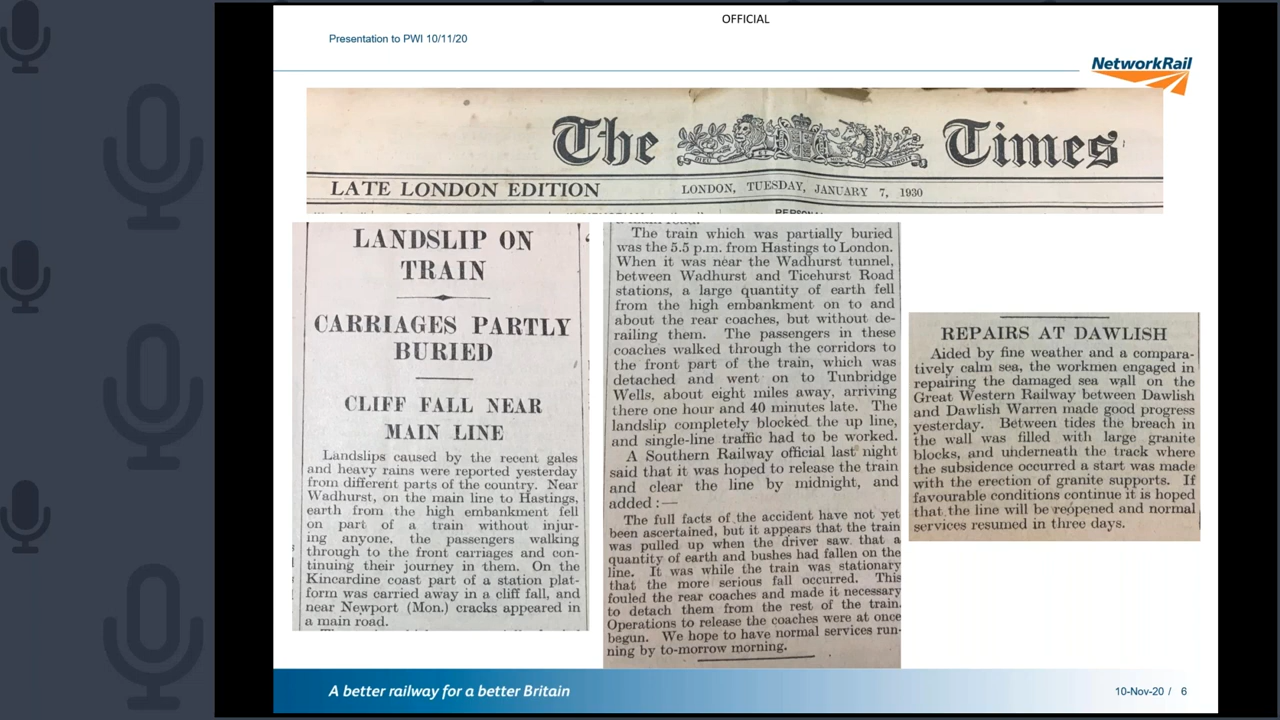 OFFICIAL
Presentation to PWI 10/11/20
NetworkRail
The Times
LATE LONDON EDITION
LONDON, TUESDAY, JANUARY 7, 1930
LANDSLIP ON
TRAIN
CARRIAGES PARTLY
BURIED
CLIFF FALL NEAR
MAIN LINE
Landslips caused by the recent gales
and heavy rains were reported yesterday
from different parts of the country. Near
Wadhurst, on the main line to Hastings,
earth from the high embankment fell
on part of a train without injur-
ing anyone, the passengers walking
through to the front carriages and con-
tinuing their journey in them. On the
Kincardine coast part of a station plat-
form was carried away in a cliff fall, and
near Newport (Mon.) cracks appeared in
a main road.
The train which was partially buried
was the 5.5 p.m. from Hastings to London.
When it was near the Wadhurst tunnel,
between Wadhurst and Ticehurst Road
stations, a large quantity of earth fell
from the high embankment on to and
about the rear coaches, but without de-
railing them. The passengers in these
coaches walked through the corridors to
the front part of the train, which was
detached and went on to Tunbridge
Wells, about eight miles away, arriving
there one hour and 40 minutes late. The
landslip completely blocked the up line,
and single-line traffic had to be worked.
A Southern Railway official last night
said that it was hoped to release the train
and clear the line by midnight, and
added :—
The full facts of the accident have not yet
been ascertained, but it appears that the train
was pulled up when the driver saw that a
quantity of earth and bushes had fallen on the
line. It was while the train was stationary
that the more serious fall occurred. This
fouled the rear coaches and made it necessary
to detach them from the rest of the train.
Operations to release the coaches were at once
begun. We hope to have normal services run-
ning by to-morrow morning.
REPAIRS AT DAWLISH
Aided by fine weather and a compara-
tively calm sea, the workmen engaged in
repairing the damaged sea wall on the
Great Western Railway between Dawlish
and Dawlish Warren made good progress
yesterday. Between tides the breach in
the wall was filled with large granite
blocks, and underneath the track where
the subsidence occurred a start was made
with the erection of granite supports. If
favourable conditions continue it is hoped
that the line will be reopened and normal
services resumed in three days.
A better railway for a better Britain
10-Nov-20 / 6